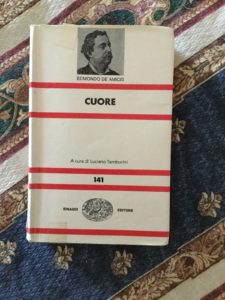 EDMONDO DE AMICIS
CUORE
A cura di Luciano Tamburini
141
EINAUDI EDITORE